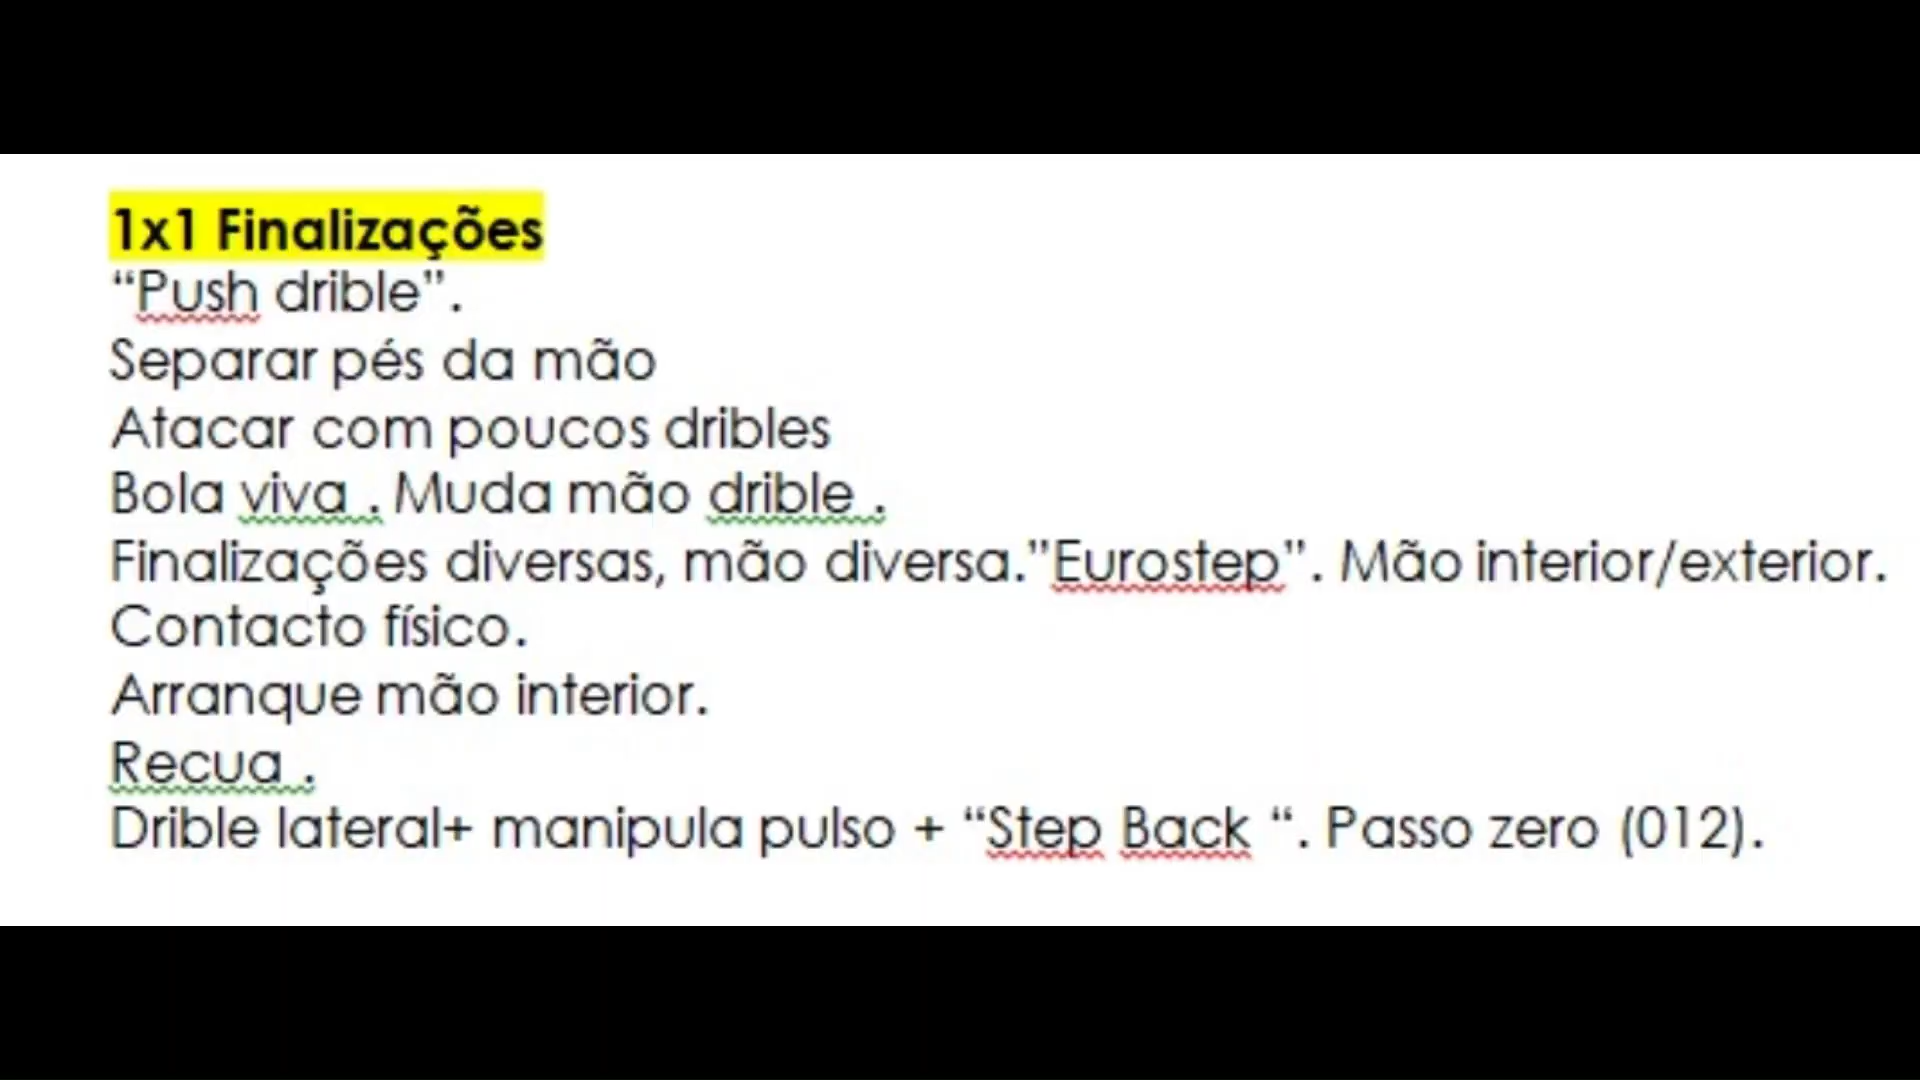 1x1 Finalizações
“Push drible”.
Separar pés da mão
Atacar com poucos dribles
Bola viva . Muda mão drible .
Finalizações diversas, mão diversa.”Eurostep”. Mão interior/exterior.
Contacto físico.
Arranque mão interior.
Recua .
Drible lateral+ manipula pulso + “Step Back “. Passo zero (012).